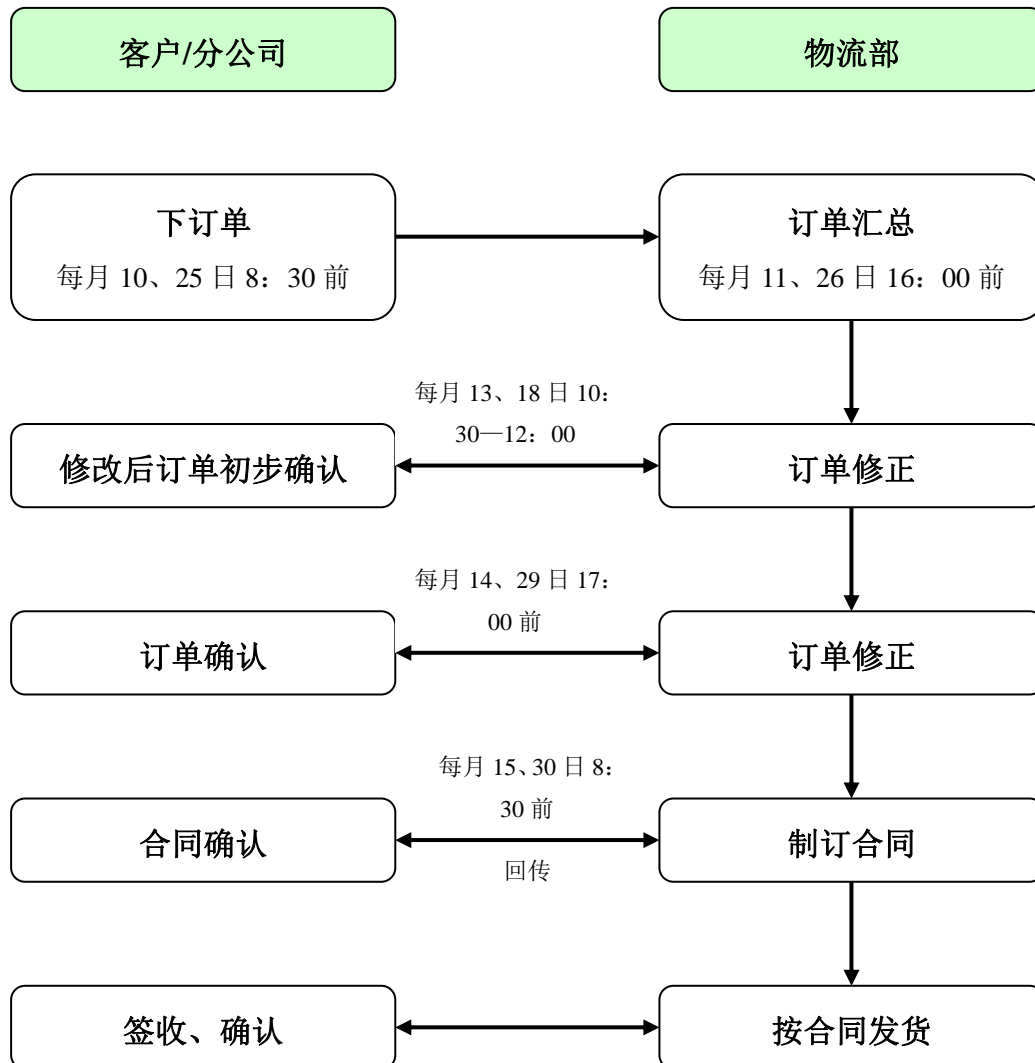 客户/分公司
物流部
下订单
每月 10、25 日 8：30 前
订单汇总
每月 11、26 日 16：00 前
每月 13、18 日 10：
30—12：00
修改后订单初步确认
订单修正
每月 14、29 日 17：
00 前
订单确认
订单修正
每月 15、30 日 8：
30 前
合同确认
制订合同
回传
签收、确认
按合同发货